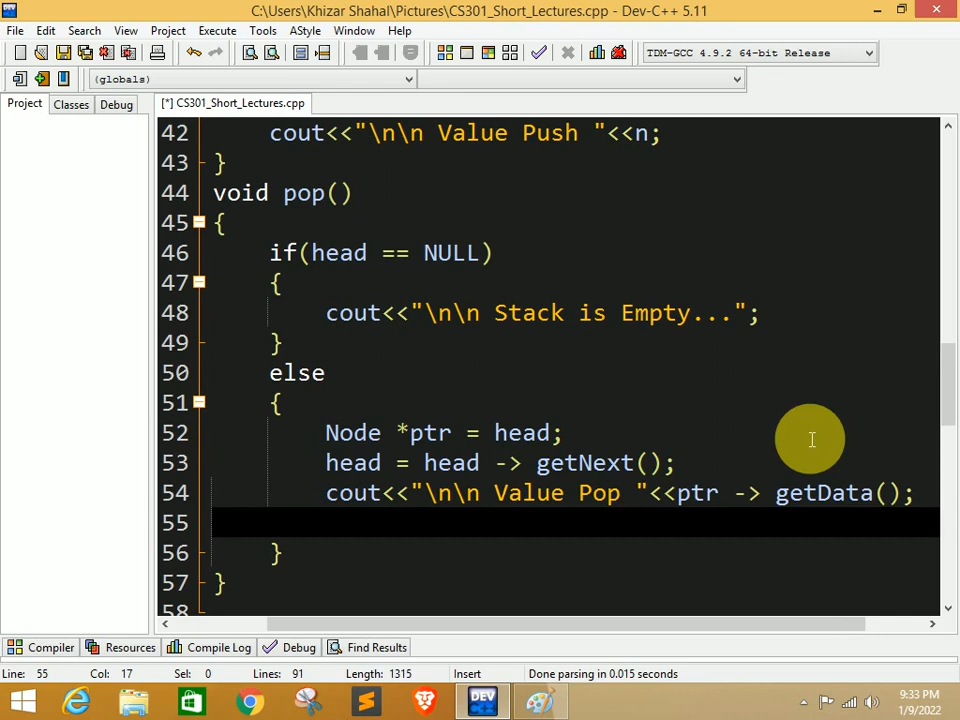 C:\Users\Khizar Shahal\Pictures\CS301_Short_Lectures.cpp - Dev-C++ 5.11
File Edit Search View Project Execute Tools AStyle Window Help
TDM-GCC 4.9.2 64-bit Release
(globals)
Project Classes Debug [*] CS301_Short_Lectures.cpp
42 cout<<"\n\n Value Push "<<n;
43 }
44 void pop()
45 {
46 if(head == NULL)
47 {
48 cout<<"\n\n Stack is Empty...";
49 }
50 else
51 {
52 Node *ptr = head;
53 head = head -> getNext();
54 cout<<"\n\n Value Pop "<<ptr -> getData();
55
56 }
57 }
58
Compiler Resources Compile Log Debug Find Results
Line: 55 Col: 17 Sel: 0 Lines: 91 Length: 1315 Insert Done parsing in 0.015 seconds
DEV
9:33 PM
1/9/2022